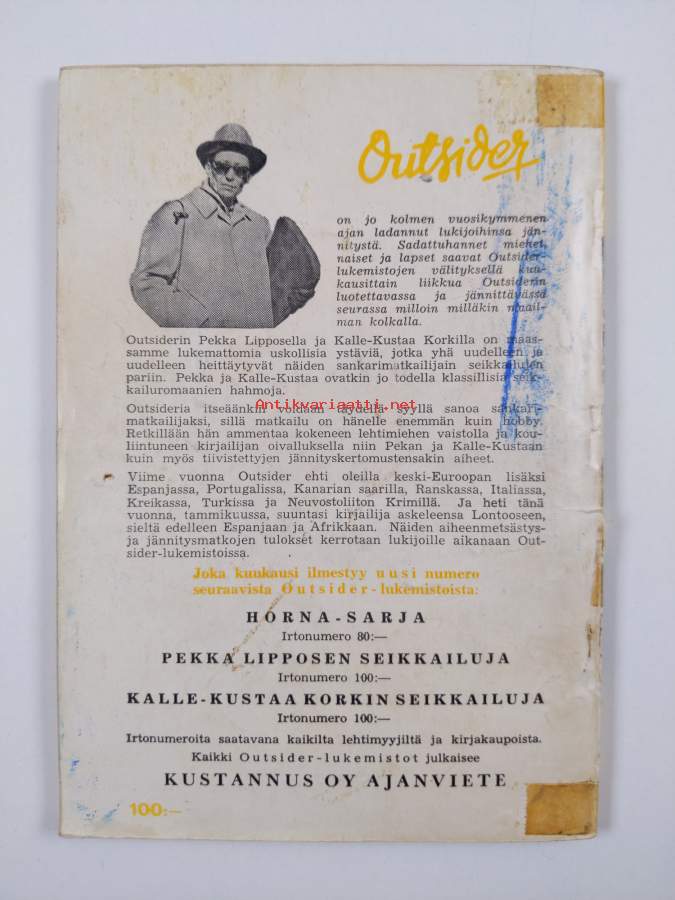 Outsider
on jo kolmen vuosikymmenen
ajan ladannut lukijoihinsa jän-
nitystä. Sadattuhannet miehet,
naiset ja lapset saavat Outsider-
lukemistojen välityksellä kuu-
kausittain liikkua Outsiderin
luotettavassa ja jännittävässä
seurassa milloin milläkin maail-
man kolkalla.
Outsiderin Pekka Lipposella ja Kalle-Kustaa Korkilla on maas-
samme lukemattomia uskollisia ystäviä, jotka yhä uudelleen ja
uudelleen heittäytyvät näiden sankarimatkailijain seikkailujen
pariin. Pekka ja Kalle-Kustaa ovatkin jo todella klassillisia seik-
kailuromaanien hahmoja.
Antikvariaatti.net
Outsideria itseäänkin voidaan täydellä syyllä sanoa sankari-
matkailijaksi, sillä matkailu on hänelle enemmän kuin hobby.
Retkillään hän ammentaa kokeneen lehtimiehen vaistolla ja kou-
liintuneen kirjailijan oivalluksella niin Pekan ja Kalle-Kustaan
kuin myös tiivistettyjen jännityskertomustensakin aiheet.
Viime vuonna Outsider ehti oleilla keski-Euroopan lisäksi
Espanjassa, Portugalissa, Kanarian saarilla, Ranskassa, Italiassa,
Kreikassa, Turkissa ja Neuvostoliiton Krimillä. Ja heti tänä
vuonna, tammikuussa, suuntasi kirjailija askeleensa Lontooseen,
sieltä edelleen Espanjaan ja Afrikkaan. Näiden aiheenmetsästys-
ja jännitysmatkojen tulokset kerrotaan lukijoille aikanaan Out-
sider-lukemistoissa.
Joka kuukausi ilmestyy uusi numero
seuraavista Outsider-lukemistoista:
HORNA-SARJA
Irtonumero 80:—
PEKKA LIPPOSEN SEIKKAILUJA
Irtonumero 100:—
KALLE-KUSTAA KORKIN SEIKKAILUJA
Irtonumero 100:—
Irtonumeroita saatavana kaikilta lehtimyyjiltä ja kirjakaupoista.
Kaikki Outsider-lukemistot julkaisee
KUSTANNUS OY AJANVIETE
100:—